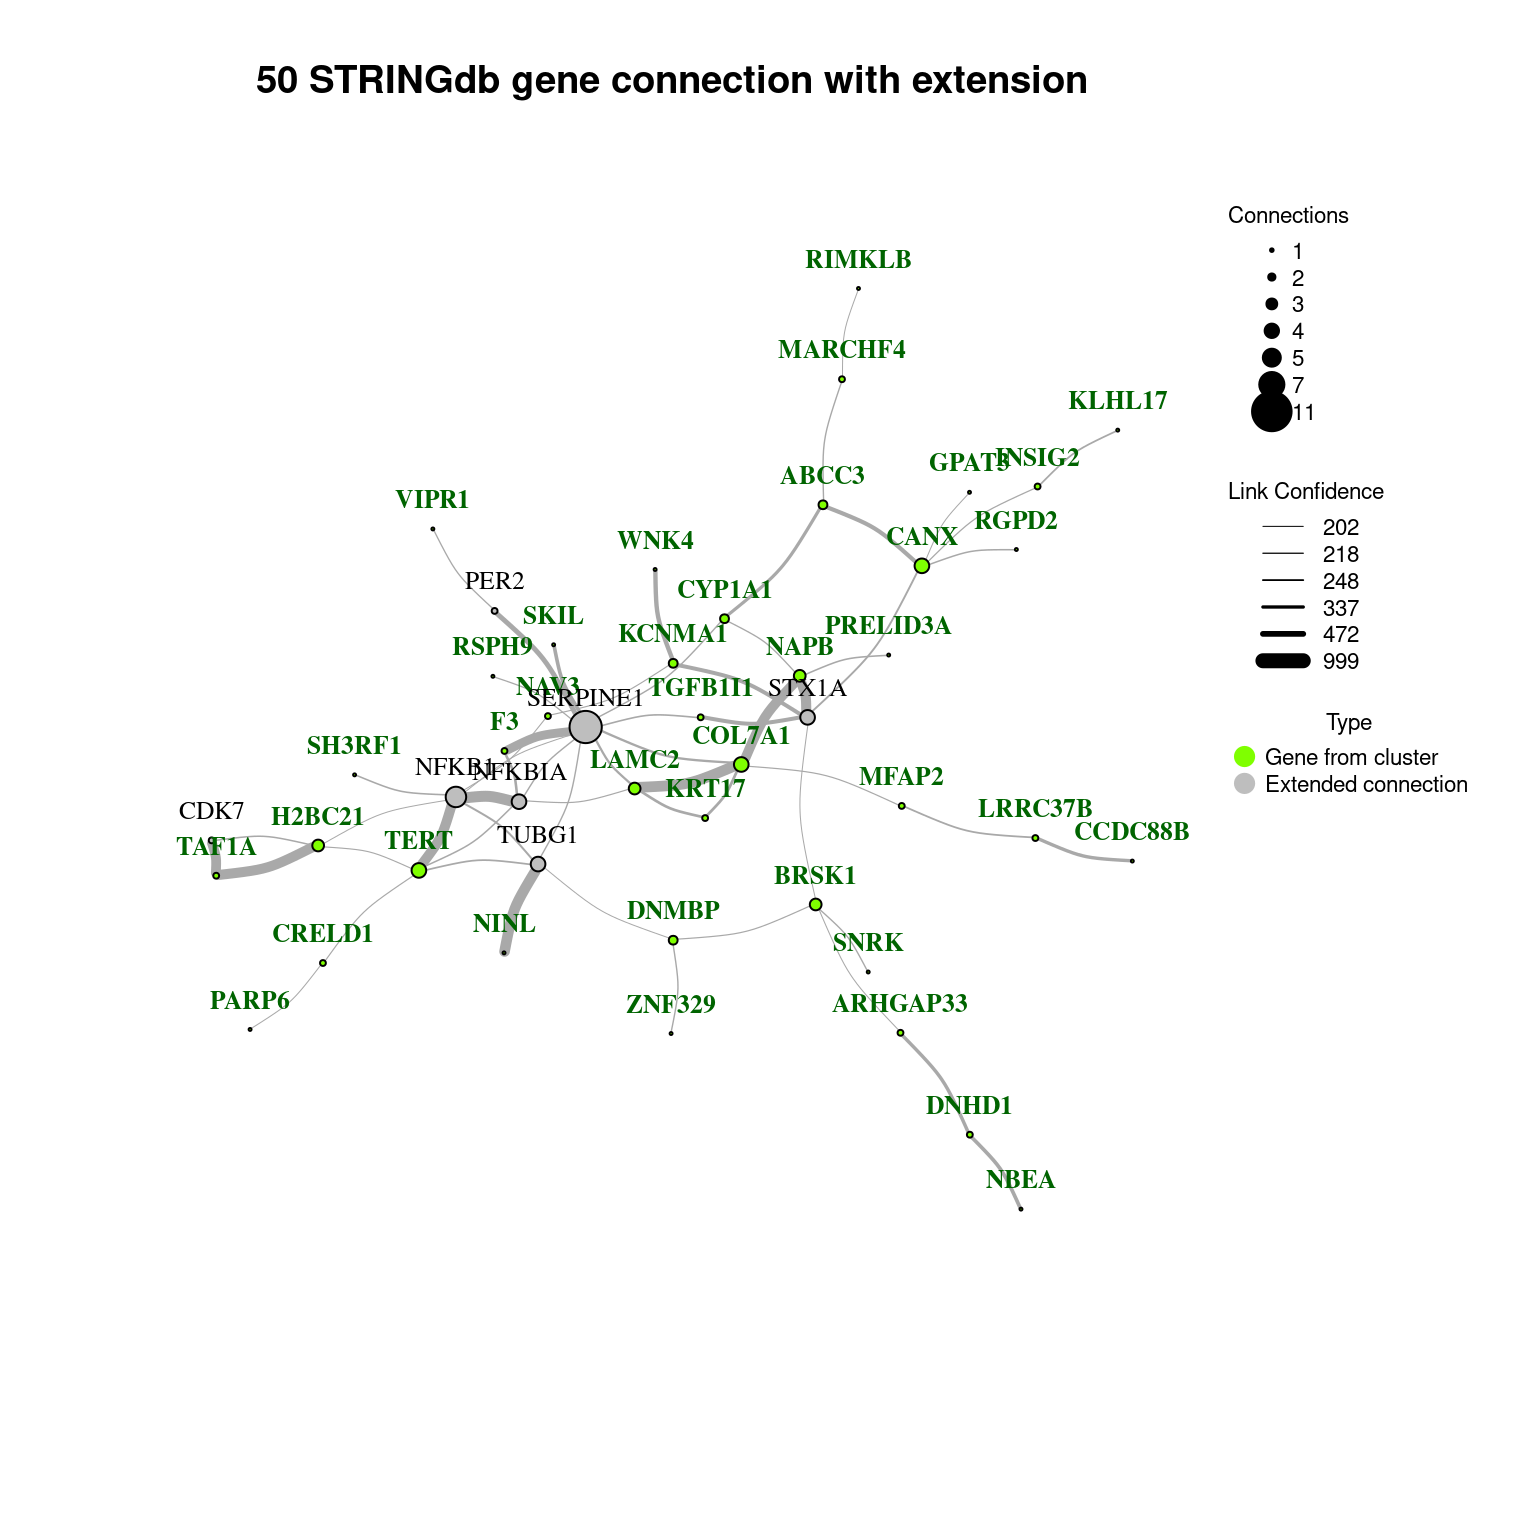 50 STRINGdb gene connection with extension
Connections
1
2
3
4
5
7
11
Link Confidence
202
218
248
337
472
999
Type
Gene from cluster
Extended connection
RIMKLB
MARCHF4
KLHL17
GPAT3
INSIG2
ABCC3
VIPR1
RGPD2
CANX
WNK4
PER2
CYP1A1
SKIL
PRELID3A
KCNMA1
RSPH9
NAPB
NAV3
TGFB1I1
STX1A
SERPINE1
F3
COL7A1
SH3RF1
LAMC2
NFKB1
NFKBIA
MFAP2
KRT17
CDK7
LRRC37B
H2BC21
CCDC88B
TUBG1
TERT
TAF1A
BRSK1
DNMBP
NINL
CRELD1
SNRK
PARP6
ZNF329
ARHGAP33
DNHD1
NBEA